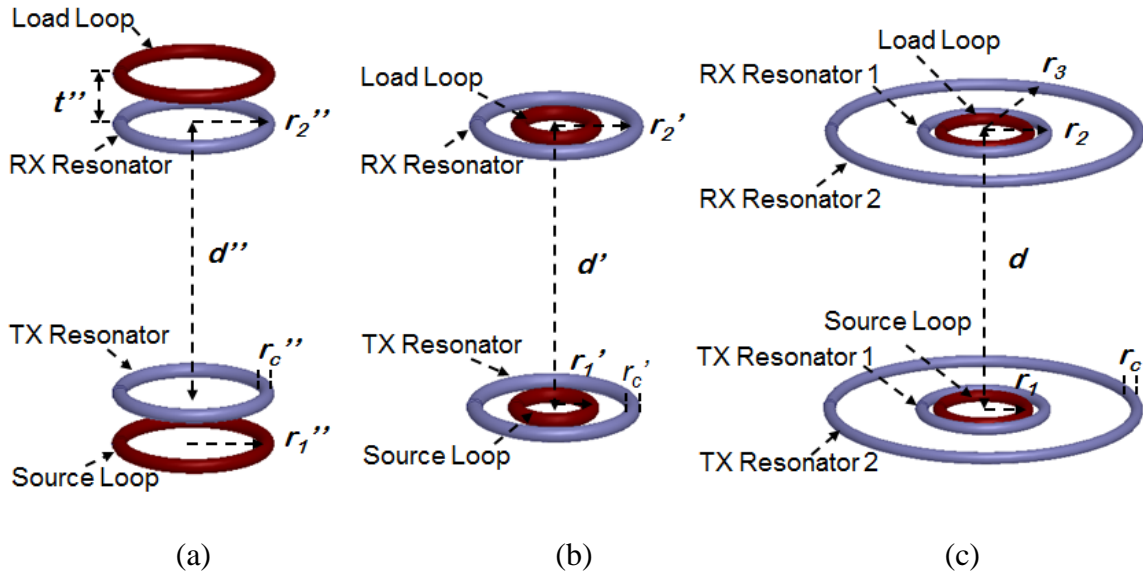 Load Loop
t''
r2''
RX Resonator
d''
TX Resonator
rc''
r1''
Source Loop
(a)
Load Loop
r2'
RX Resonator
d'
TX Resonator
r1'
rc'
Source Loop
(b)
Load Loop
RX Resonator 1
r3
r2
RX Resonator 2
d
Source Loop
TX Resonator 1
r1
rc
TX Resonator 2
(c)